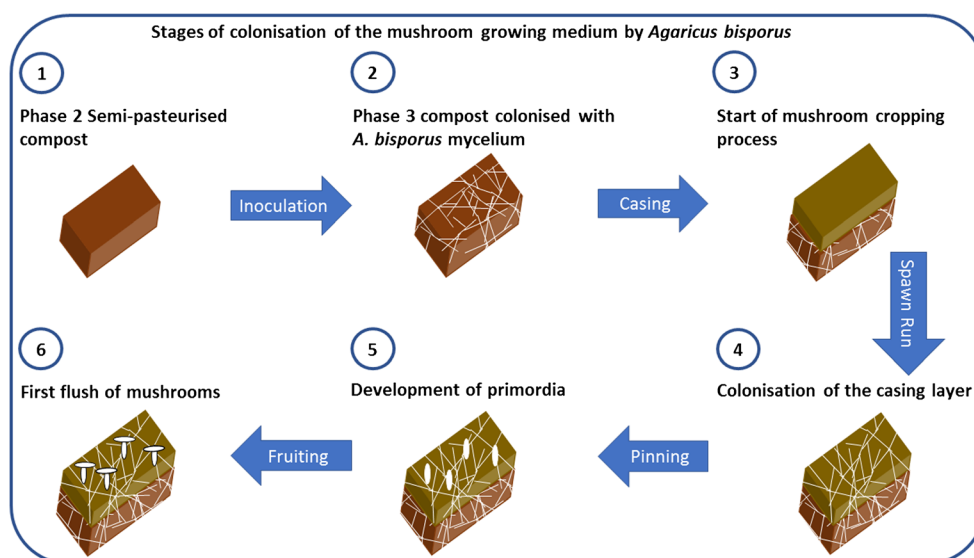 Stages of colonisation of the mushroom growing medium by Agaricus bisporus
1
Phase 2 Semi-pasteurised
compost
Inoculation
2
Phase 3 compost colonised with
A. bisporus mycelium
Casing
3
Start of mushroom cropping
process
Spawn Run
4
Colonisation of the casing layer
Pinning
5
Development of primordia
Fruiting
6
First flush of mushrooms